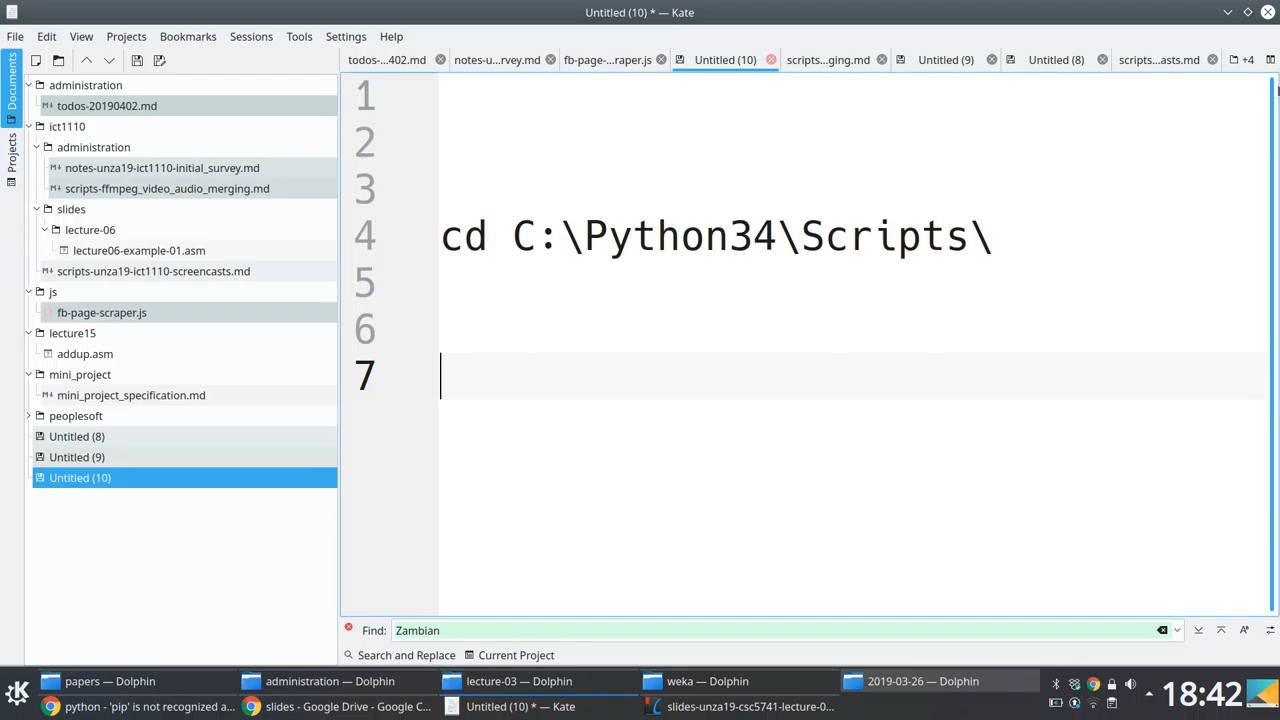 Untitled (10) * — Kate
File Edit View Projects Bookmarks Sessions Tools Settings Help
todos-...402.md notes-u...rvey.md fb-page-...raper.js Untitled (10) scripts...ging.md Untitled (9) Untitled (8) scripts...asts.md +4
Documents
Projects
administration
todos-20190402.md
ict1110
administration
notes-unza19-ict1110-initial_survey.md
scripts-ffmpeg_video_audio_merging.md
slides
lecture-06
lecture06-example-01.asm
scripts-unza19-ict1110-screencasts.md
js
fb-page-scraper.js
lecture15
addup.asm
mini_project
mini_project_specification.md
peoplesoft
Untitled (8)
Untitled (9)
Untitled (10)
1
2
3
4 cd C:\Python34\Scripts\
5
6
7
Find: Zambian
Search and Replace Current Project
papers — Dolphin administration — Dolphin lecture-03 — Dolphin weka — Dolphin 2019-03-26 — Dolphin
python - 'pip' is not recognized a... slides - Google Drive - Google C... Untitled (10) * — Kate slides-unza19-csc5741-lecture-0...
18:42